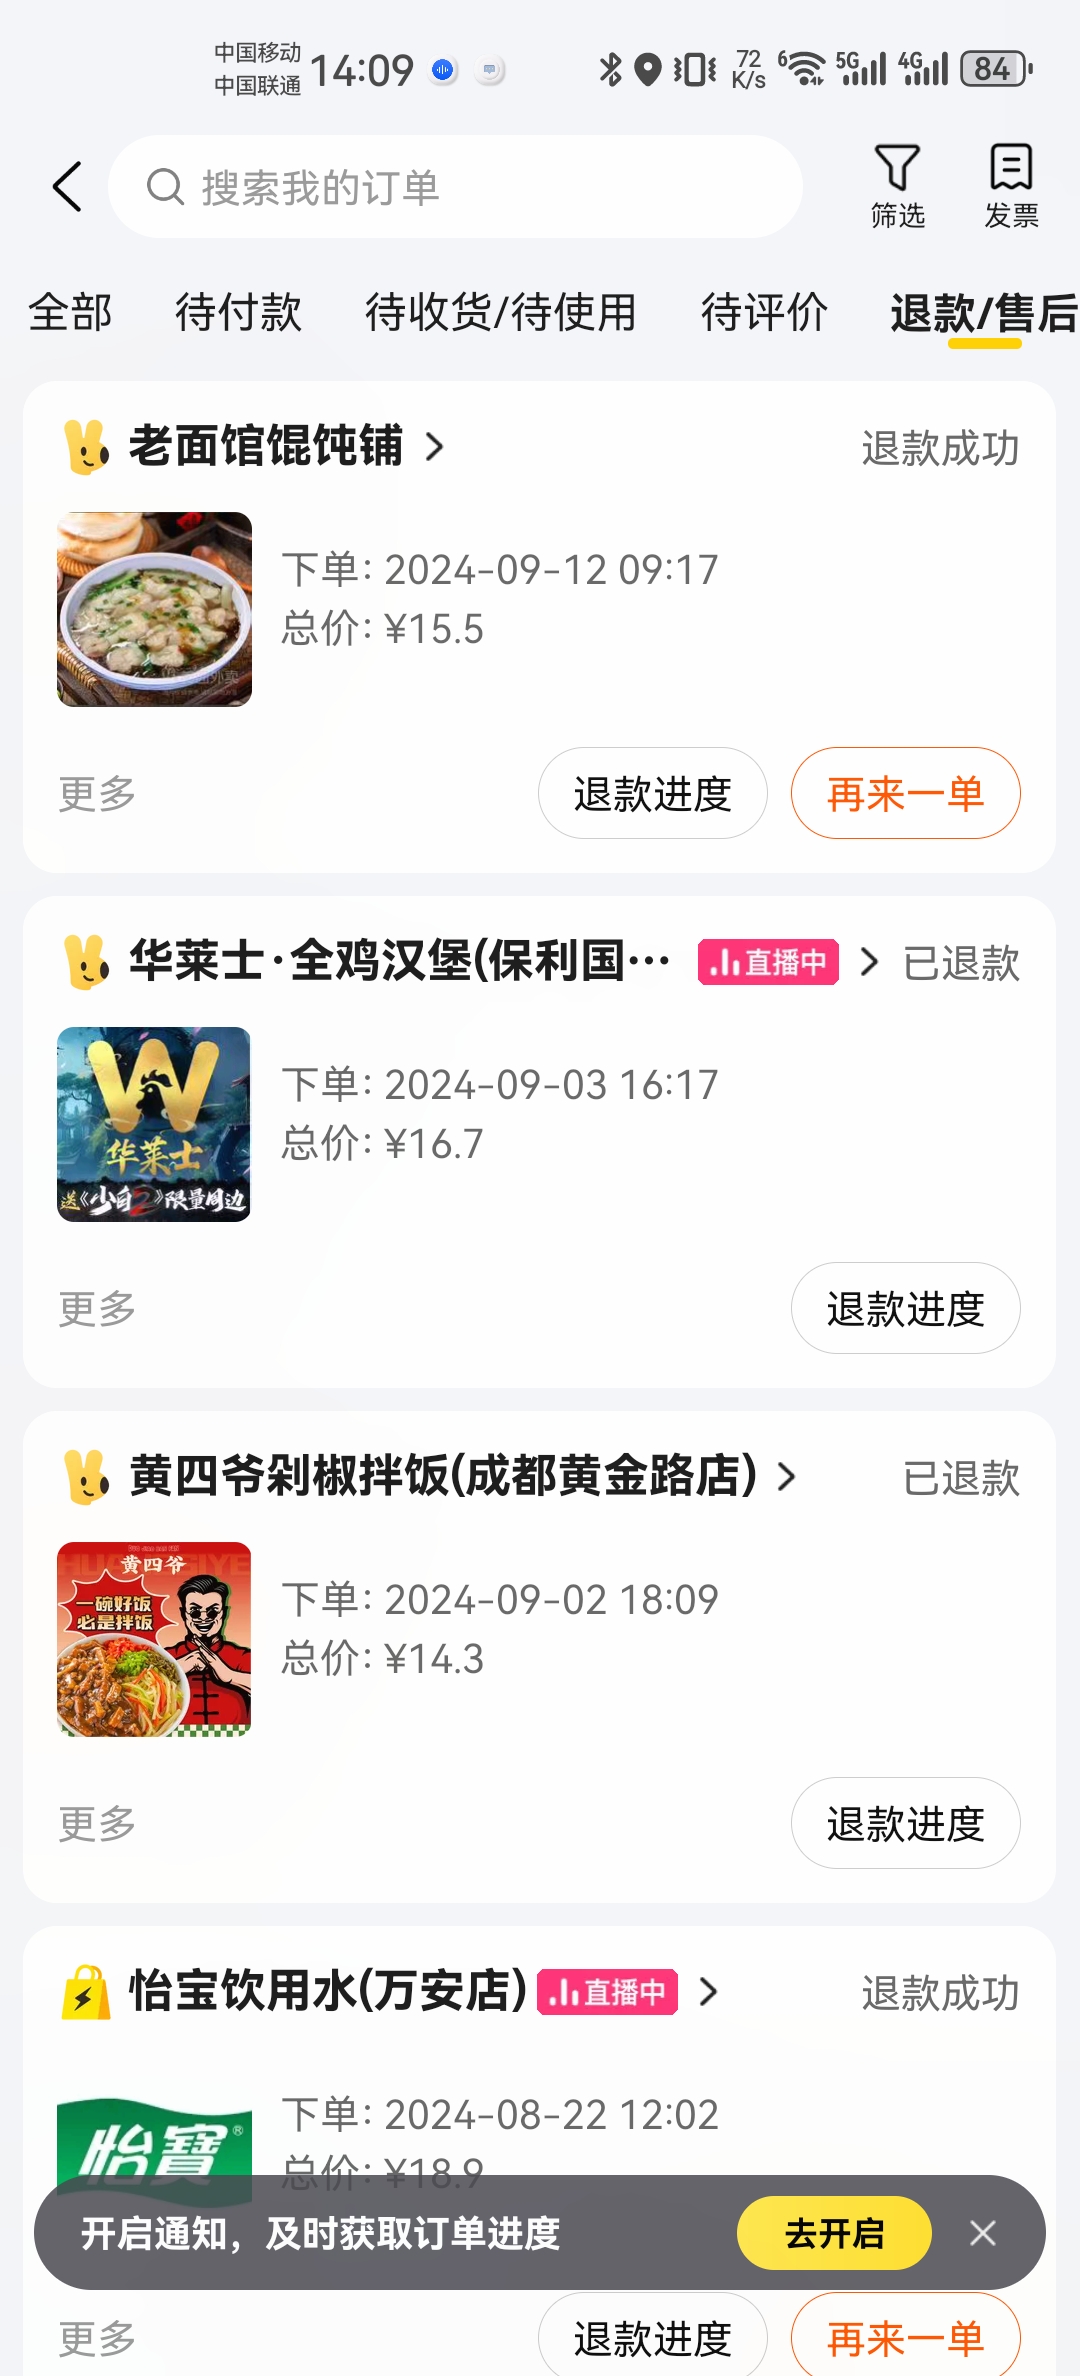 中国移动
中国联通
14:09
72
K/s
6
5G
4G
84
搜索我的订单
筛选
发票
全部
待付款
待收货/待使用
待评价
退款/售后
老面馆馄饨铺
退款成功
下单: 2024-09-12 09:17
总价: ¥15.5
更多
退款进度
再来一单
华莱士·全鸡汉堡(保利国…
直播中
已退款
W
华莱士
送《少年2》限量周边
下单: 2024-09-03 16:17
总价: ¥16.7
更多
退款进度
黄四爷剁椒拌饭(成都黄金路店)
已退款
黄四爷
一碗好饭
必是拌饭
下单: 2024-09-02 18:09
总价: ¥14.3
更多
退款进度
怡宝饮用水(万安店)
直播中
退款成功
怡寶®
下单: 2024-08-22 12:02
总价: ¥18.9
开启通知，及时获取订单进度
去开启
更多
退款进度
再来一单